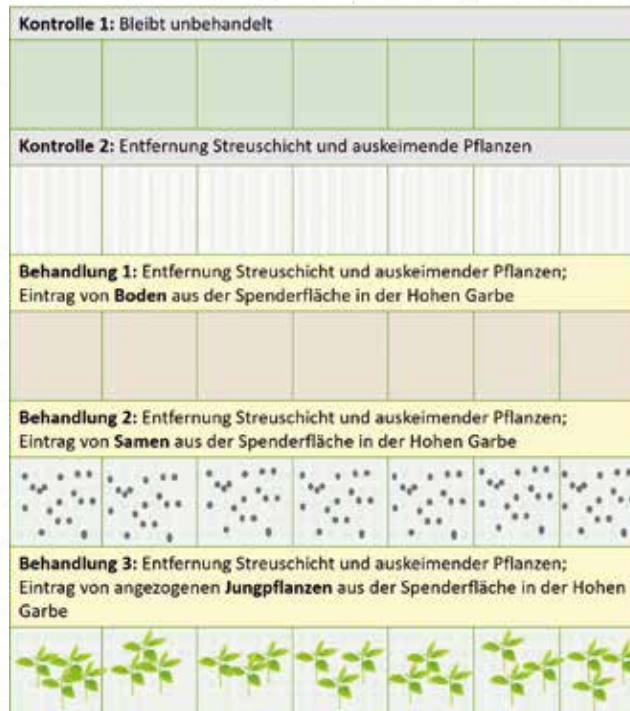 Kontrolle 1: Bleibt unbehandelt
Kontrolle 2: Entfernung Streuschicht und auskeimende Pflanzen
Behandlung 1: Entfernung Streuschicht und auskeimender Pflanzen;
Eintrag von Boden aus der Spenderfläche in der Hohen Garbe
Behandlung 2: Entfernung Streuschicht und auskeimender Pflanzen;
Eintrag von Samen aus der Spenderfläche in der Hohen Garbe
Behandlung 3: Entfernung Streuschicht und auskeimender Pflanzen;
Eintrag von angezogenen Jungpflanzen aus der Spenderfläche in der Hohen
Garbe